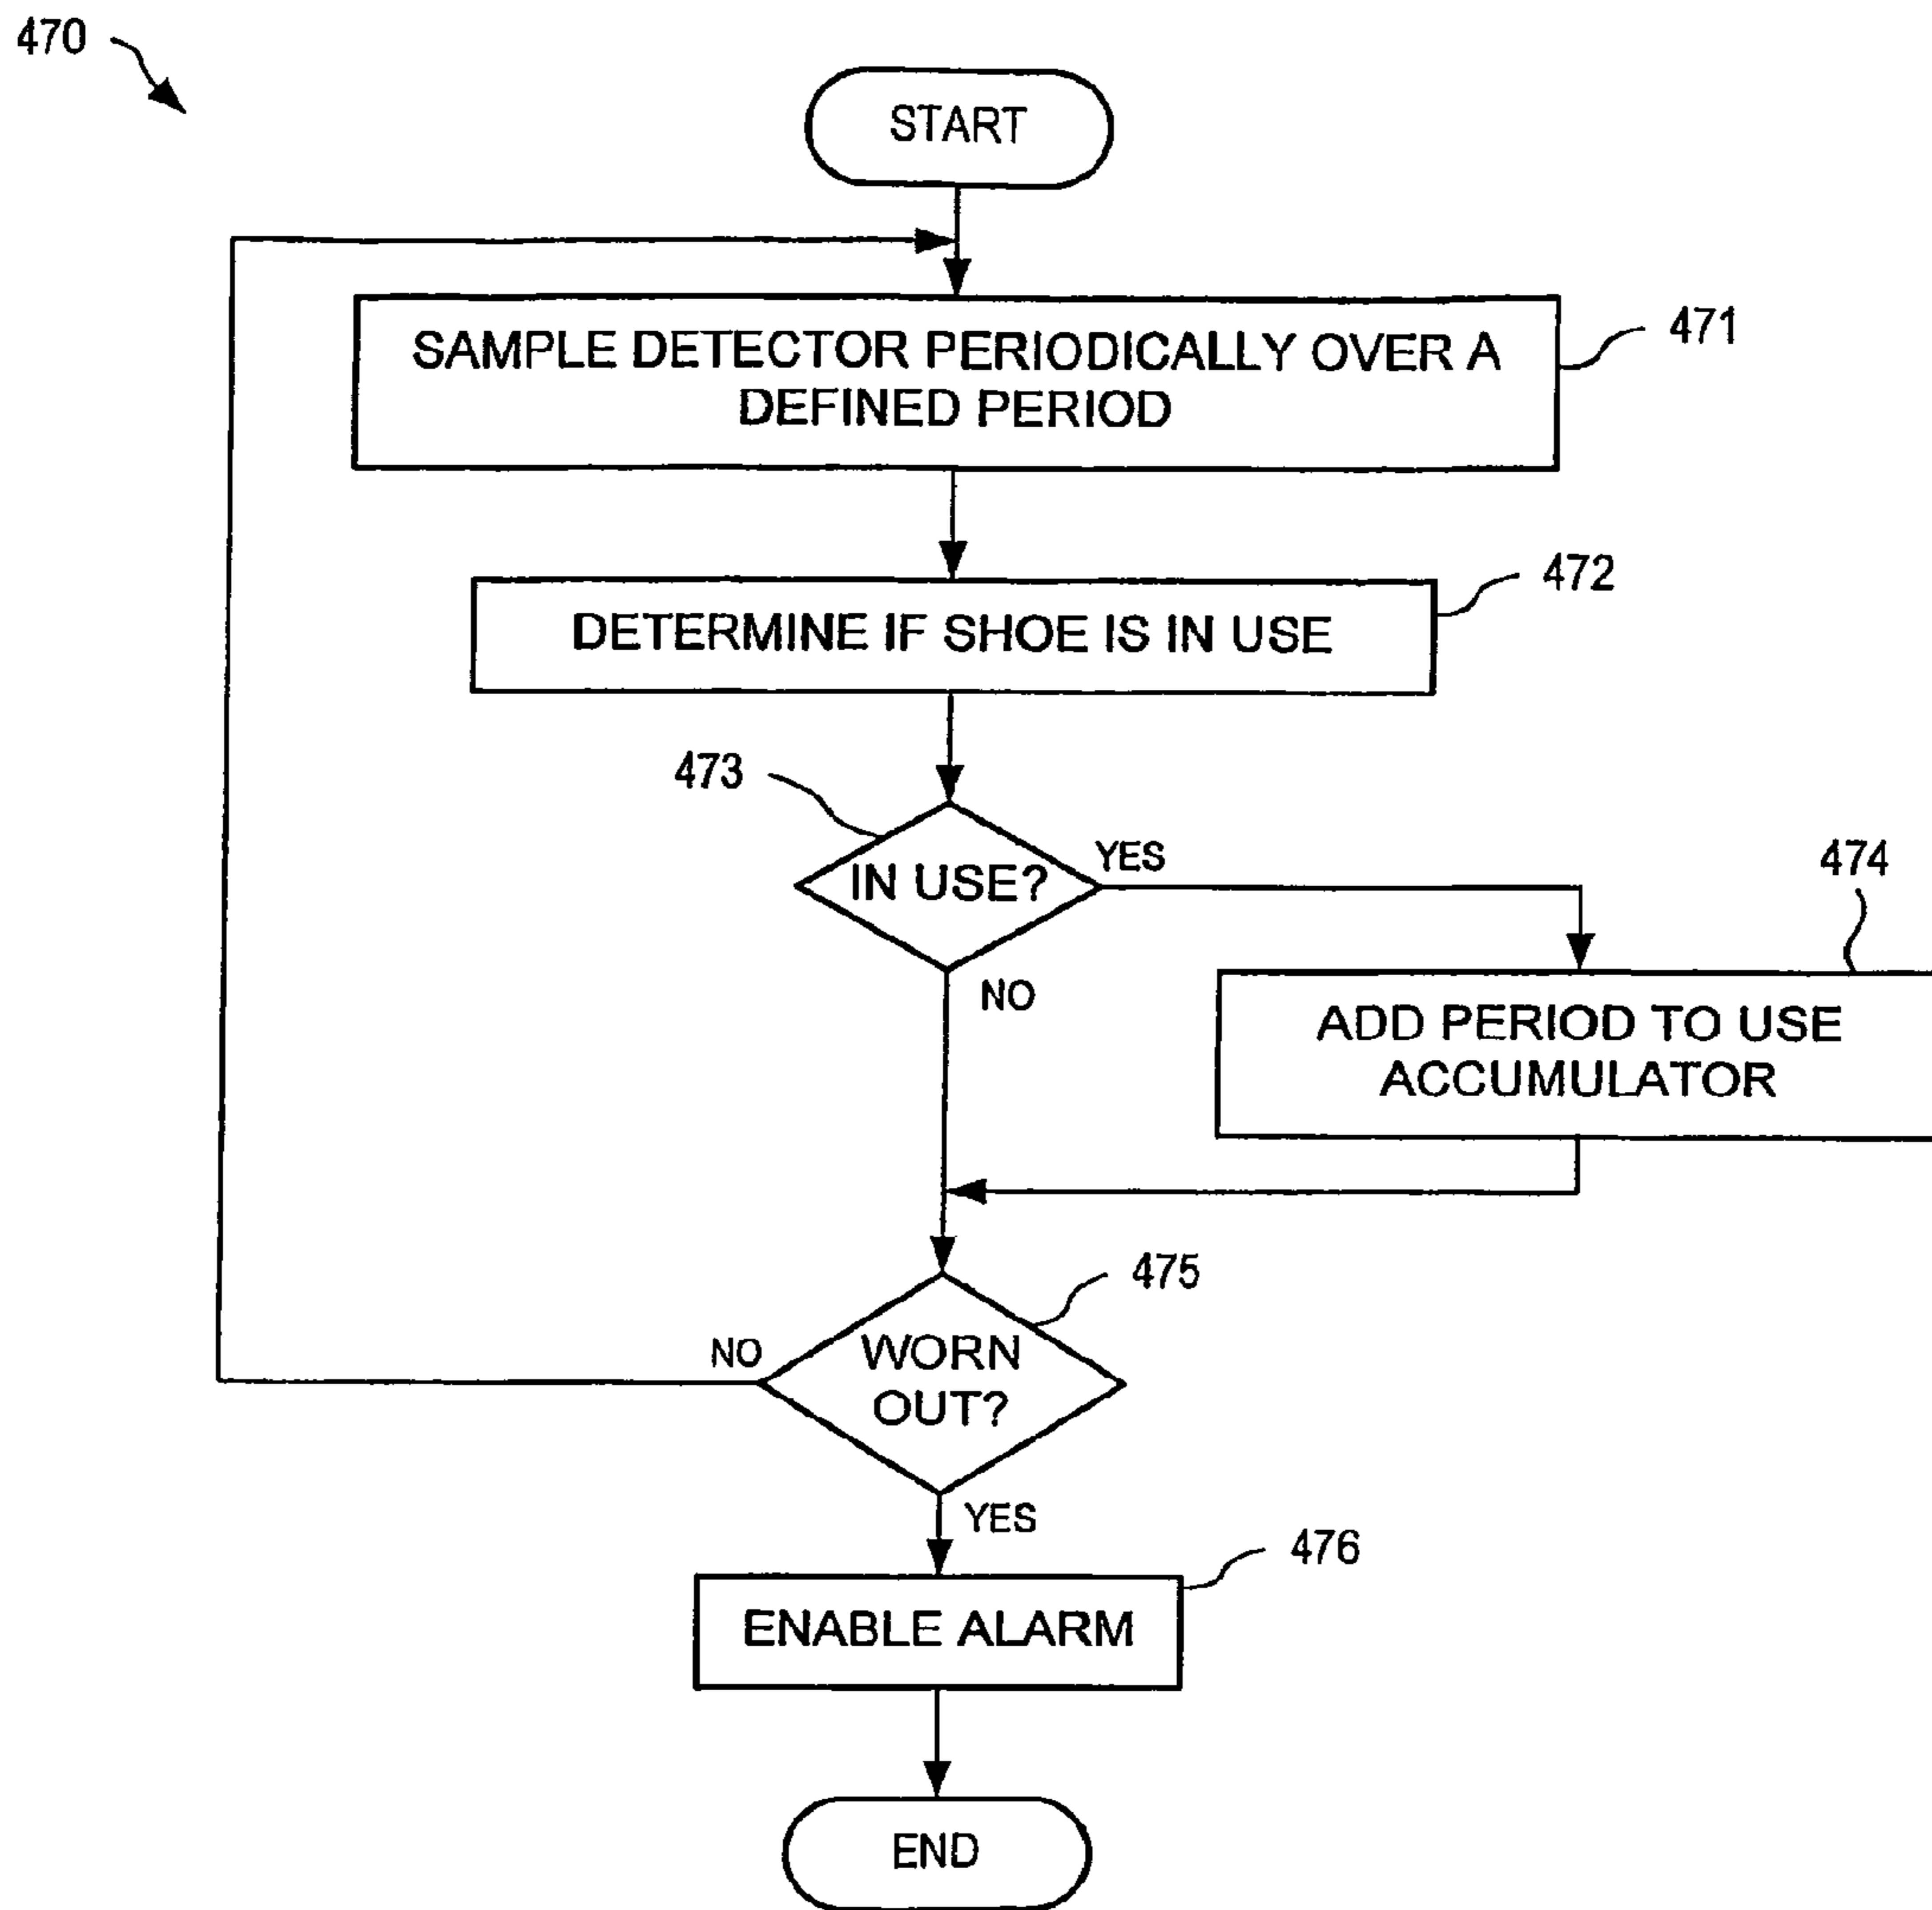 470
START
SAMPLE DETECTOR PERIODICALLY OVER A
DEFINED PERIOD
471
DETERMINE IF SHOE IS IN USE
472
473
IN USE?
YES
NO
474
ADD PERIOD TO USE
ACCUMULATOR
475
WORN
OUT?
NO
YES
476
ENABLE ALARM
END